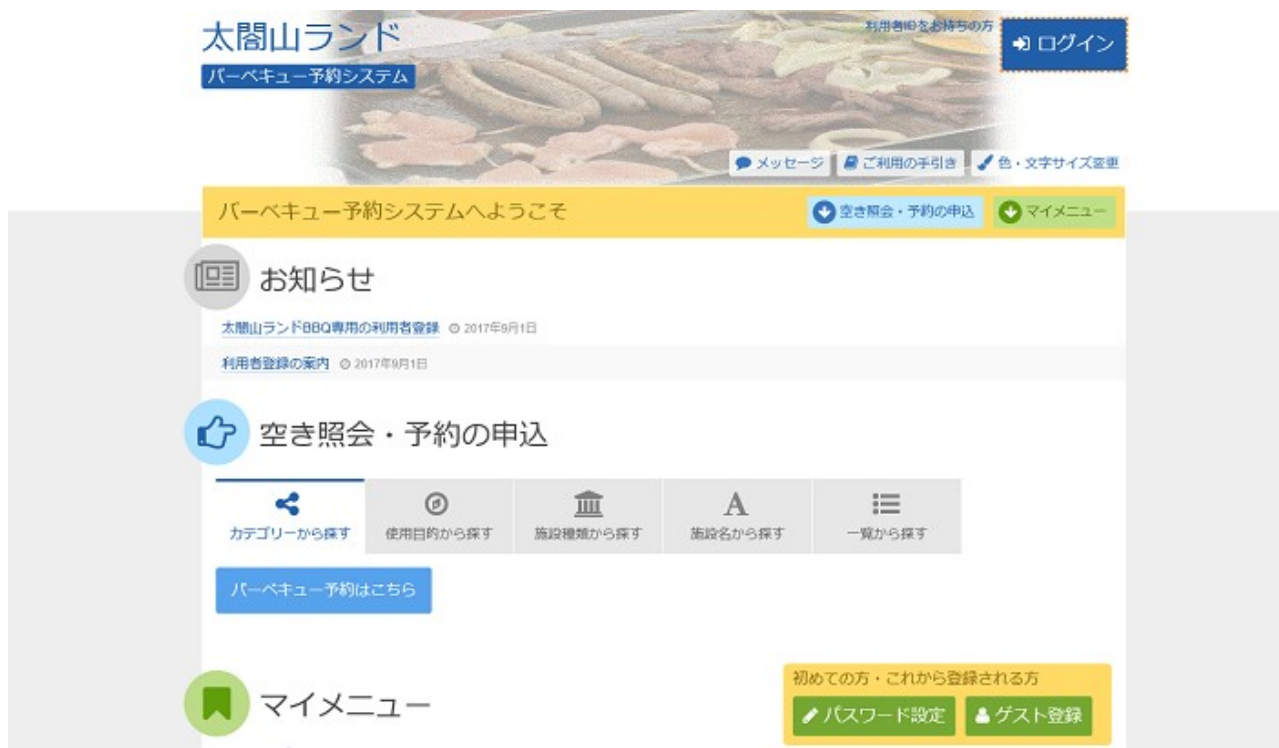 太閤山ランド
バーベキュー予約システム
利用者IDをお持ちの方
ログイン
メッセージ
ご利用の手引き
色・文字サイズ変更
バーベキュー予約システムへようこそ
空き照会・予約の申込
マイメニュー
お知らせ
太閤山ランドBBQ専用の利用者登録 2017年9月1日
利用者登録の案内 2017年9月1日
空き照会・予約の申込
カテゴリーから探す
使用目的から探す
施設種類から探す
施設名から探す
一覧から探す
バーベキュー予約はこちら
マイメニュー
初めての方・これから登録される方
パスワード設定
ゲスト登録